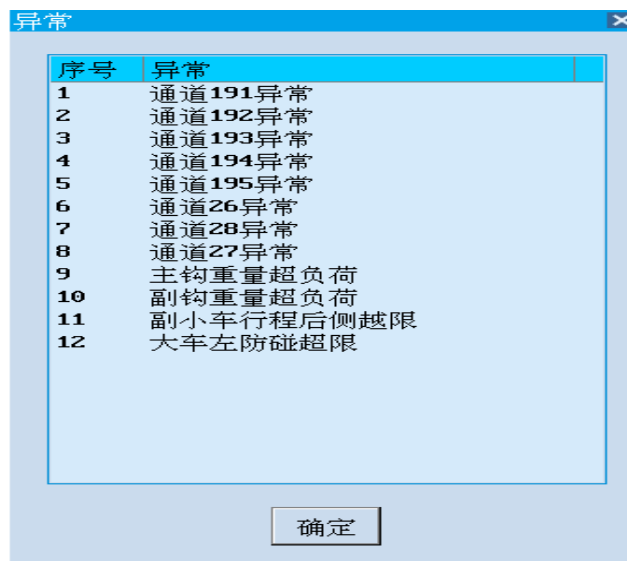 异常
序号 异常
1 通道191异常
2 通道192异常
3 通道193异常
4 通道194异常
5 通道195异常
6 通道26异常
7 通道28异常
8 通道27异常
9 主钩重量超负荷
10 副钩重量超负荷
11 副小车行程后侧越限
12 大车左防碰超限
确定